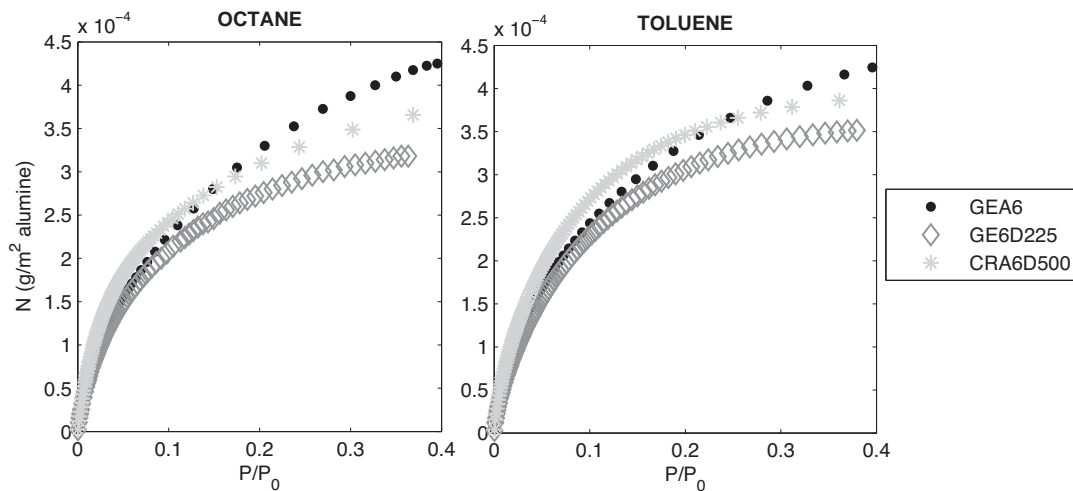 OCTANE
x 10⁻⁴
4.5
4
3.5
3
2.5
2
1.5
1
0.5
0
N (g/m² alumine)
0 0.1 0.2 0.3 0.4
P/P₀
TOLUENE
x 10⁻⁴
4.5
4
3.5
3
2.5
2
1.5
1
0.5
0
0 0.1 0.2 0.3 0.4
P/P₀
GEA6
GE6D225
CRA6D500